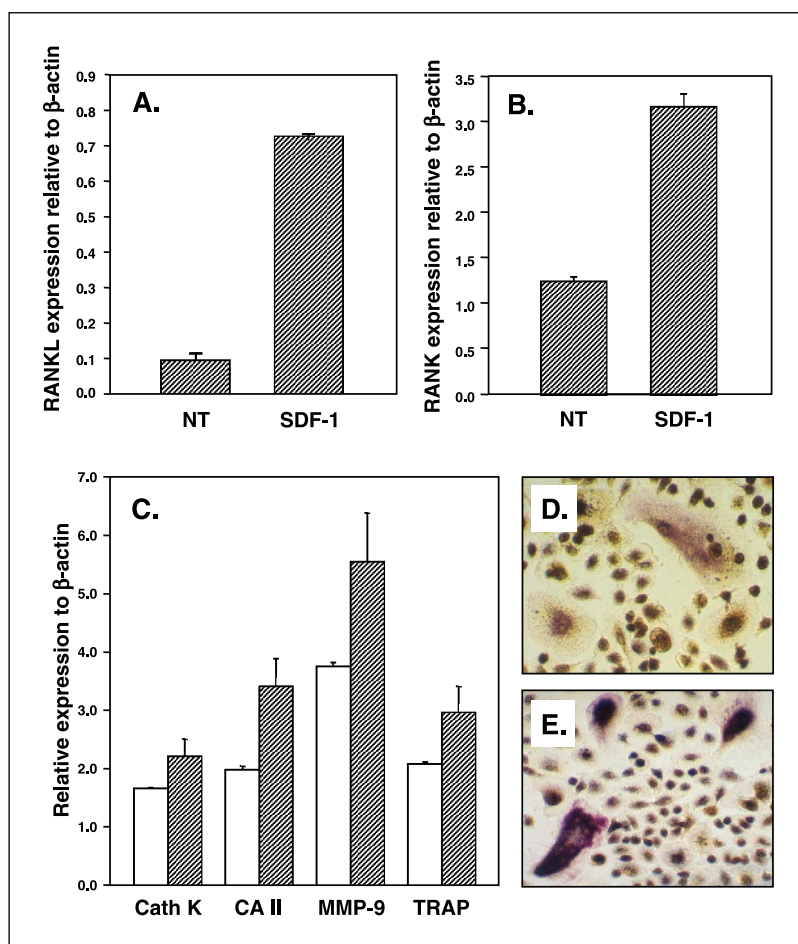 A.
RANKL expression relative to β-actin
0.9
0.8
0.7
0.6
0.5
0.4
0.3
0.2
0.1
0.0
NT SDF-1
B.
RANK expression relative to β-actin
3.5
3.0
2.5
2.0
1.5
1.0
0.5
0.0
NT SDF-1
C.
Relative expression to β-actin
7.0
6.0
5.0
4.0
3.0
2.0
1.0
0.0
Cath K CA II MMP-9 TRAP
D.
E.